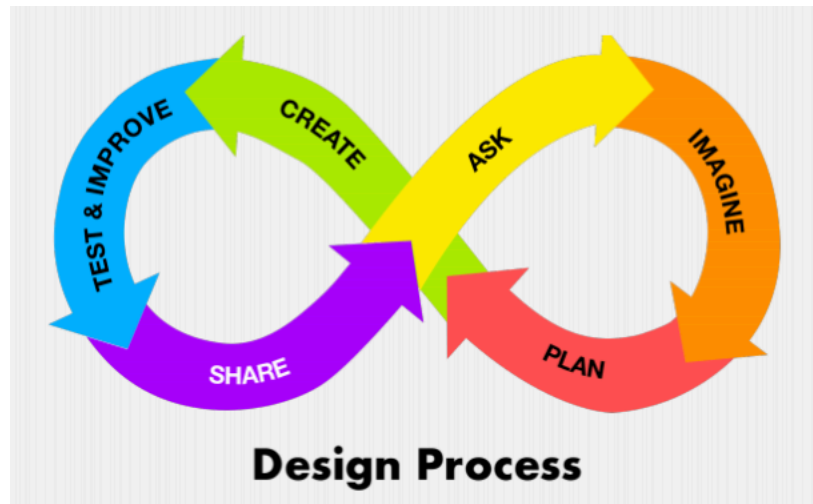 ASK
IMAGINE
PLAN
CREATE
TEST & IMPROVE
SHARE
Design Process